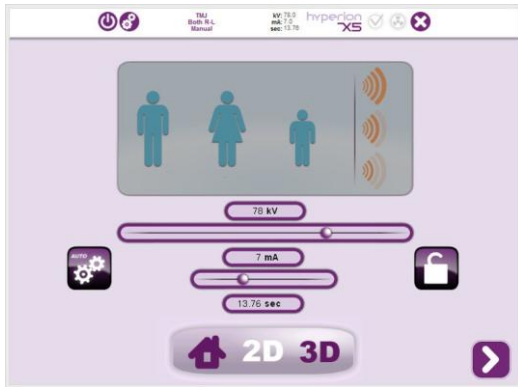 TMJ
Both R-L
Manual
kV: 78.0
mA: 7.0
sec: 13.76
hyperion
X5
78 kV
7 mA
AUTO
13.76 sec
2D 3D